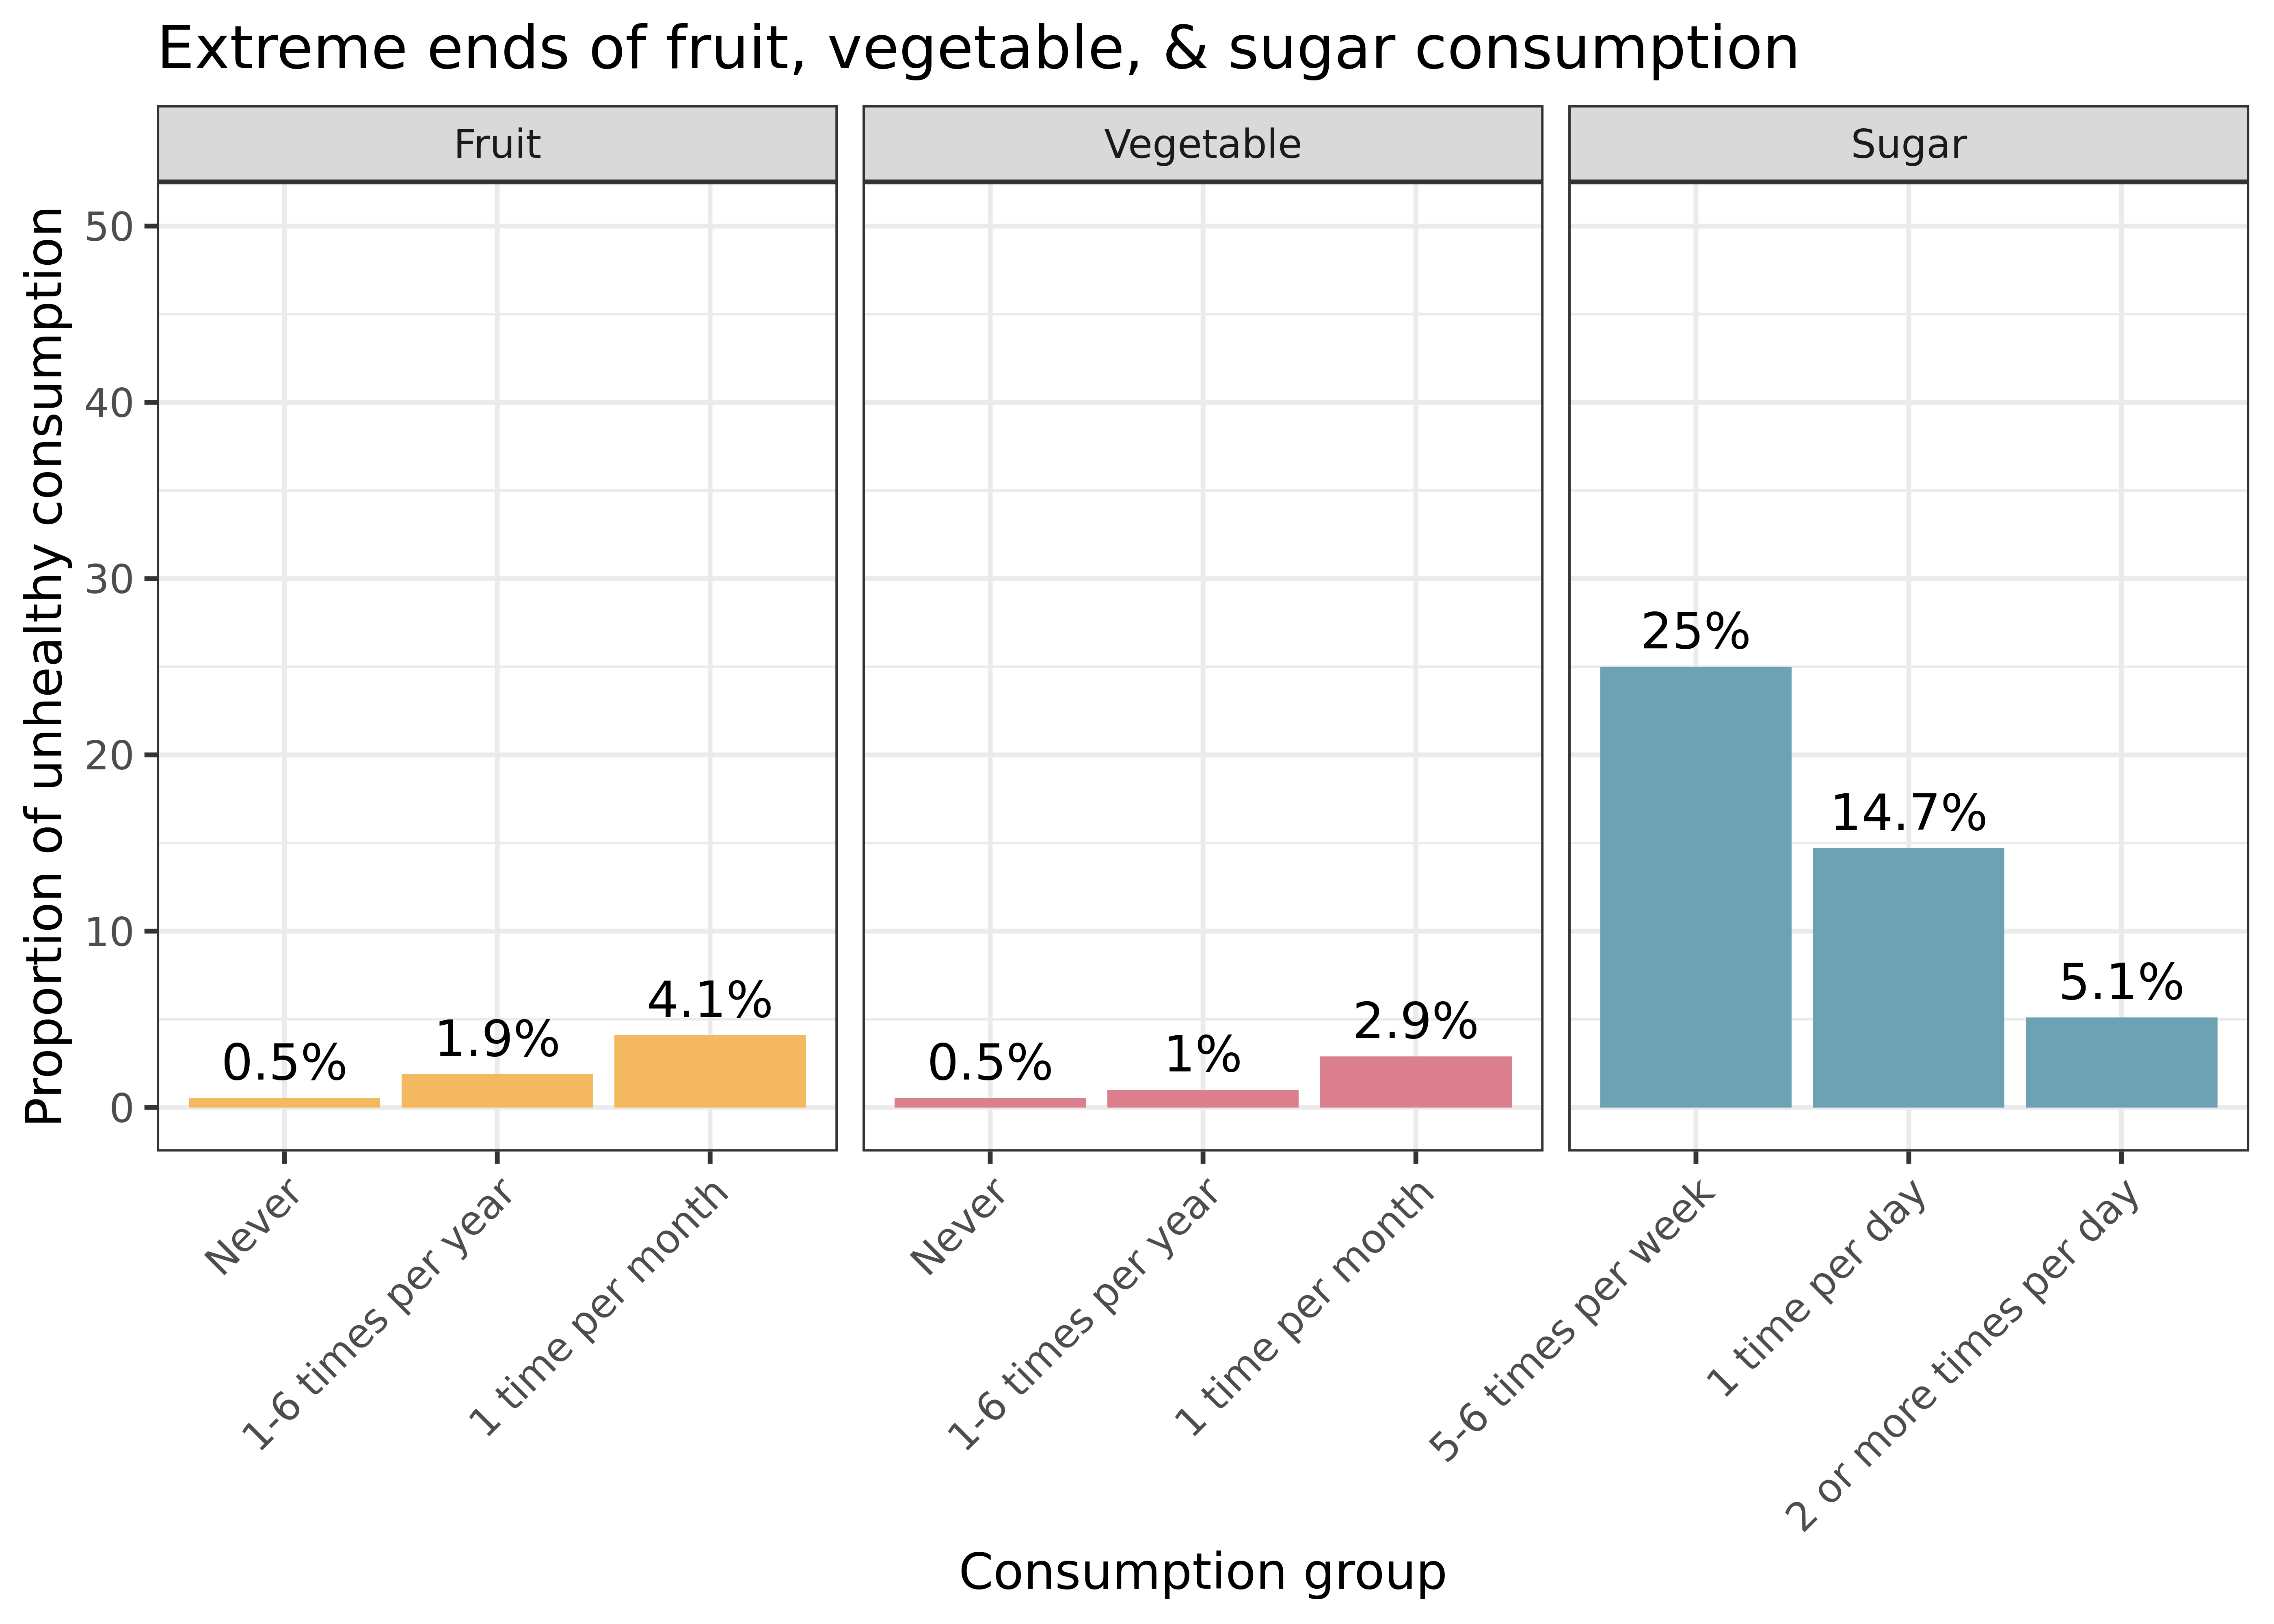 Extreme ends of fruit, vegetable, & sugar consumption
Fruit
Vegetable
Sugar
Proportion of unhealthy consumption
50
40
30
20
10
0
0.5%
1.9%
4.1%
0.5%
1%
2.9%
25%
14.7%
5.1%
Never
1-6 times per year
1 time per month
Never
1-6 times per year
1 time per month
5-6 times per week
1 time per day
2 or more times per day
Consumption group